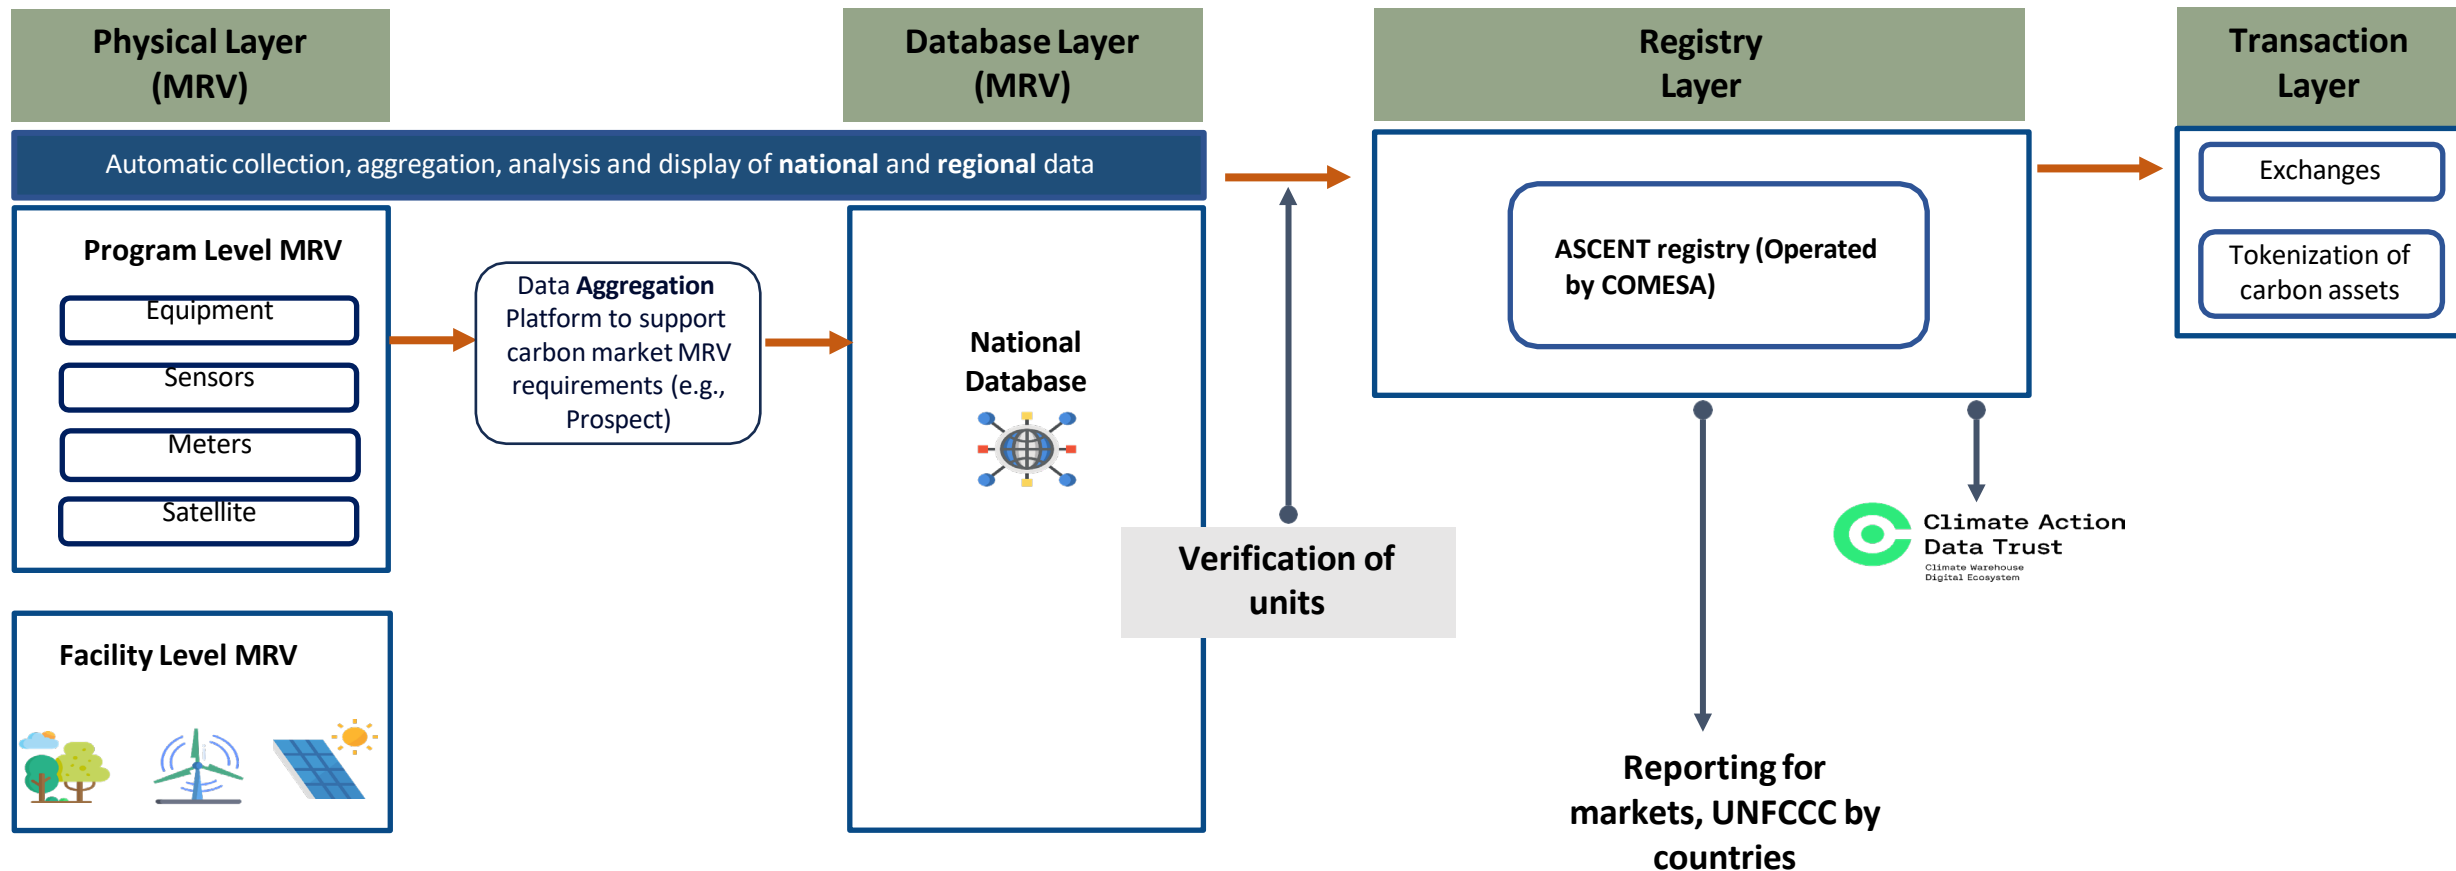 Physical Layer
(MRV)
Database Layer
(MRV)
Registry
Layer
Transaction
Layer
Automatic collection, aggregation, analysis and display of national and regional data
Program Level MRV
Equipment
Sensors
Meters
Satellite
Facility Level MRV
Data Aggregation
Platform to support
carbon market MRV
requirements (e.g.,
Prospect)
National
Database
Verification of
units
ASCENT registry (Operated
by COMESA)
Climate Action
Data Trust
Climate Warehouse
Digital Ecosystem
Reporting for
markets, UNFCCC by
countries
Exchanges
Tokenization of
carbon assets